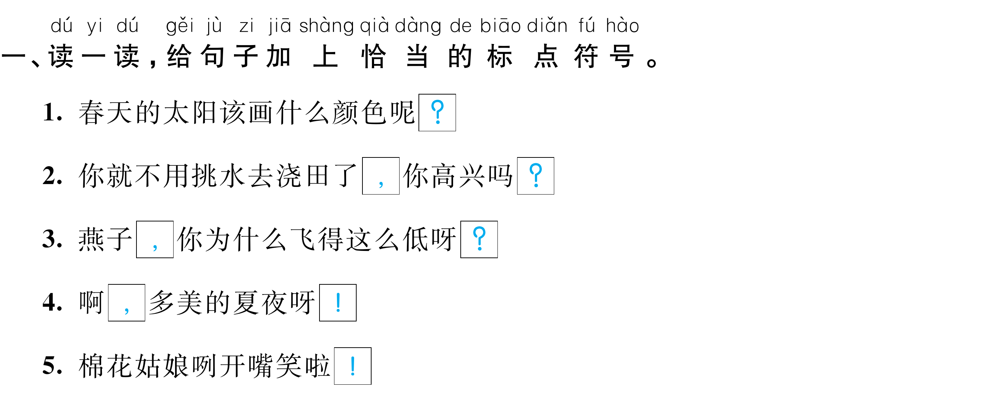 dú yi dú gěi jù zi jiā shàng qià dàng de biāo diǎn fú hào
一、读一读,给句子加上恰当的标点符号。
1. 春天的太阳该画什么颜色呢?
2. 你就不用挑水去浇田了,你高兴吗?
3. 燕子,你为什么飞得这么低呀?
4. 啊,多美的夏夜呀!
5. 棉花姑娘咧开嘴笑啦!